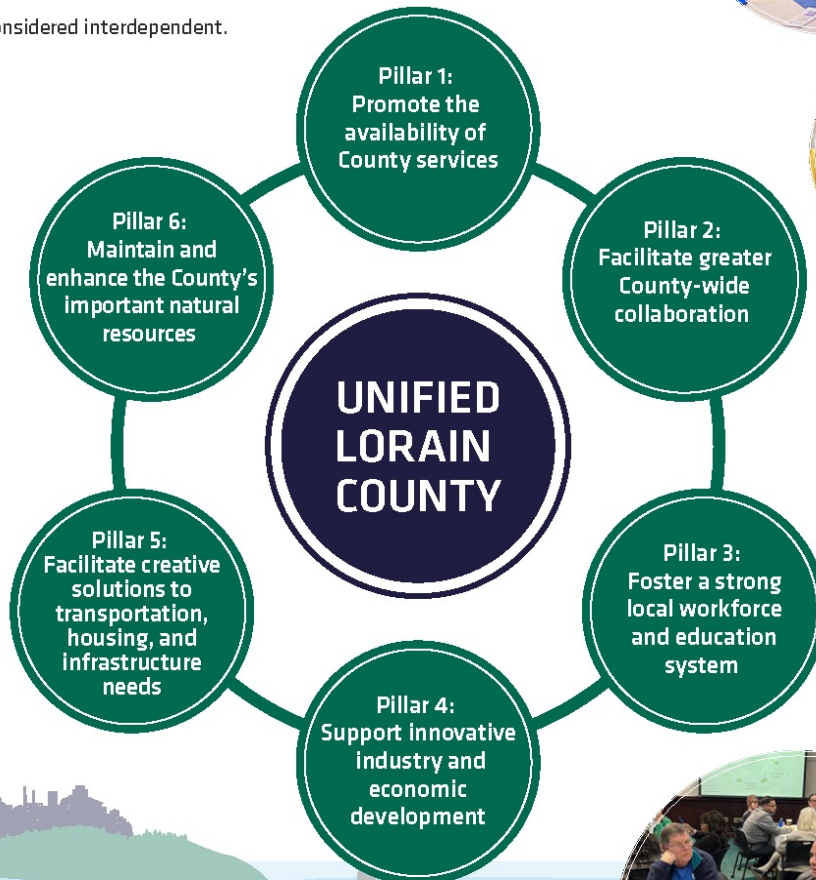 onsidered interdependent.
Pillar 1:
Promote the
availability of
County services
Pillar 2:
Facilitate greater
County-wide
collaboration
Pillar 3:
Foster a strong
local workforce
and education
system
Pillar 4:
Support innovative
industry and
economic
development
Pillar 5:
Facilitate creative
solutions to
transportation,
housing, and
infrastructure
needs
Pillar 6:
Maintain and
enhance the County's
important natural
resources
UNIFIED
LORAIN
COUNTY